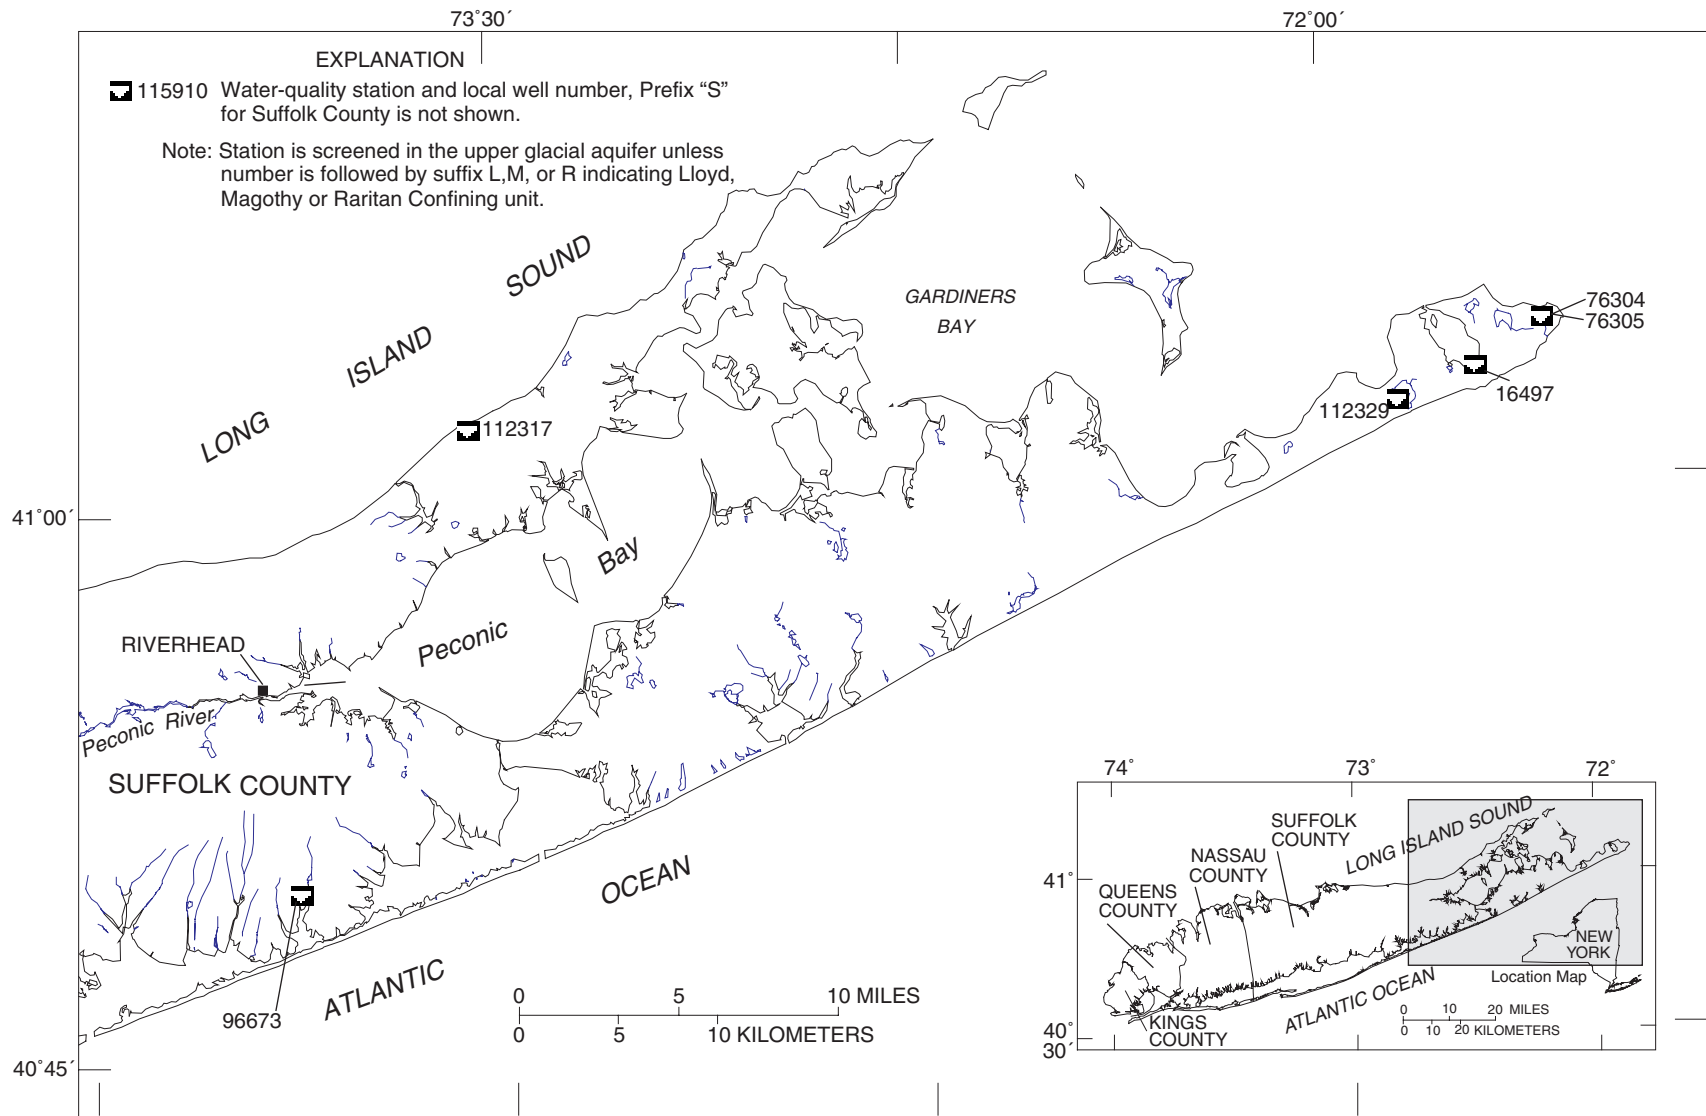 73°30´
72°00´
EXPLANATION
115910 Water-quality station and local well number, Prefix “S”
for Suffolk County is not shown.
Note: Station is screened in the upper glacial aquifer unless
number is followed by suffix L,M, or R indicating Lloyd,
Magothy or Raritan Confining unit.
LONG ISLAND SOUND
GARDINERS
BAY
76304
76305
16497
112329
112317
41°00´
Peconic Bay
RIVERHEAD
Peconic River
SUFFOLK COUNTY
96673
ATLANTIC OCEAN
40°45´
0 5 10 MILES
0 5 10 KILOMETERS
74° 73° 72°
SUFFOLK
COUNTY
NASSAU
COUNTY
QUEENS
COUNTY
KINGS
COUNTY
LONG ISLAND SOUND
ATLANTIC OCEAN
41°
40°
30´
NEW
YORK
Location Map
0 10 20 MILES
0 10 20 KILOMETERS